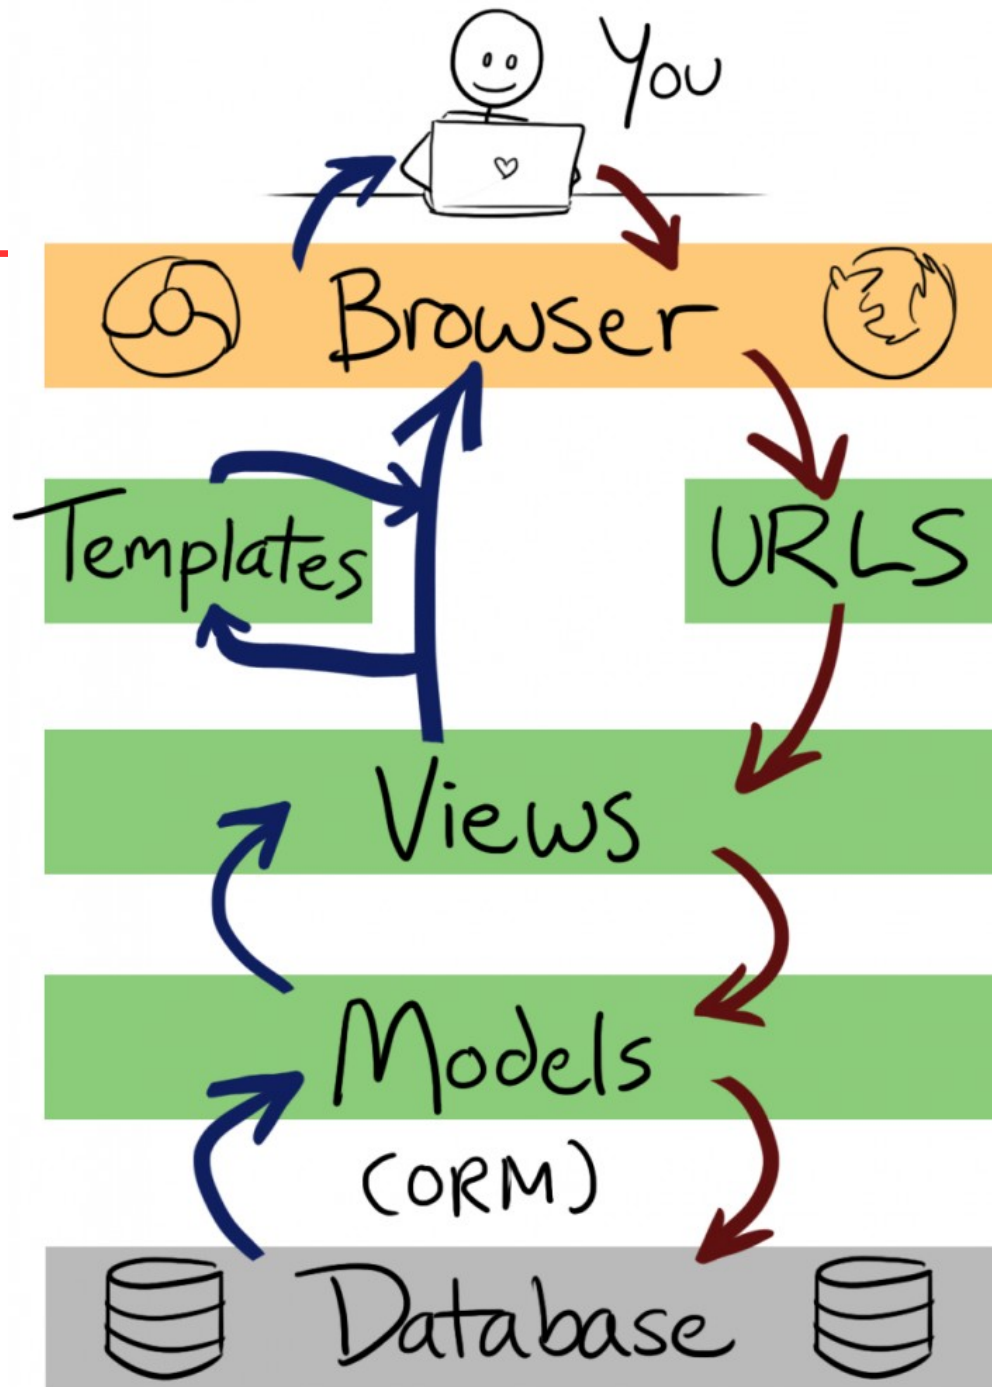 You
Browser
Templates
URLS
Views
Models
(ORM)
Database